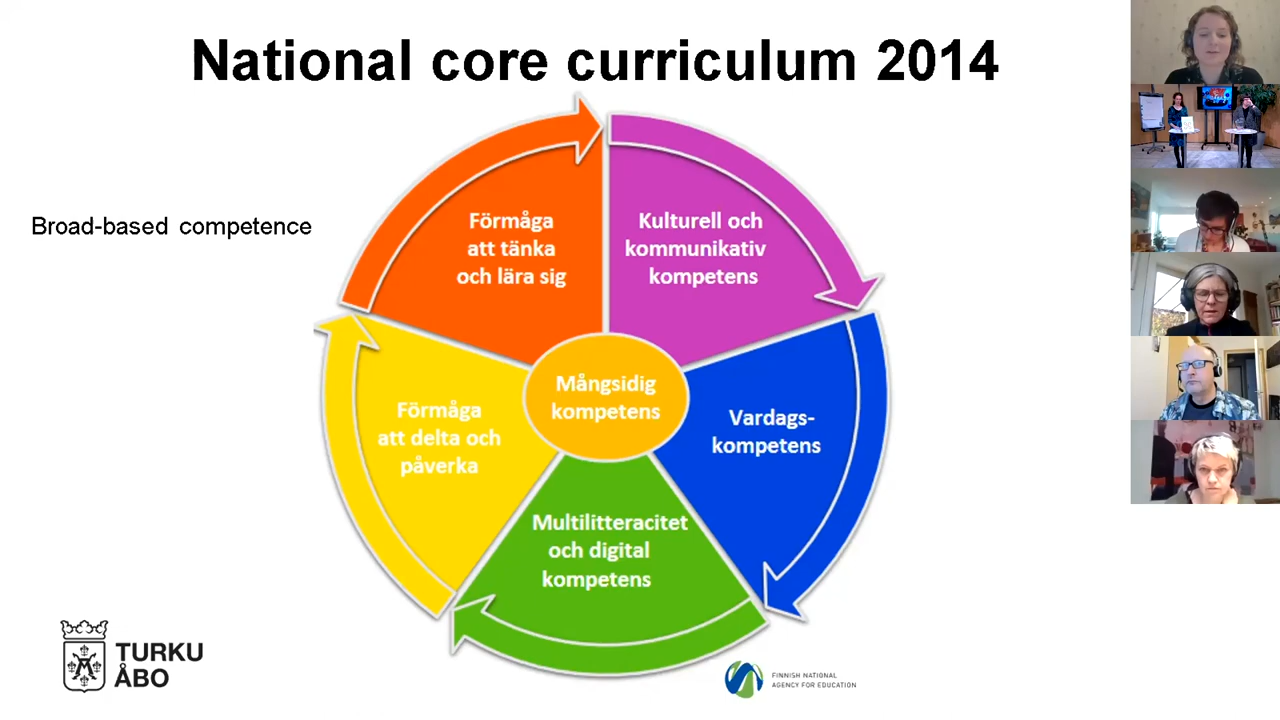 National core curriculum 2014
Broad-based competence
Förmåga
att tänka
och lära sig
Kulturell och
kommunikativ
kompetens
Mångsidig
kompetens
Förmåga
att delta och
påverka
Vardags-
kompetens
Multilitteracitet
och digital
kompetens
TURKU
ÅBO
FINNISH NATIONAL
AGENCY FOR EDUCATION